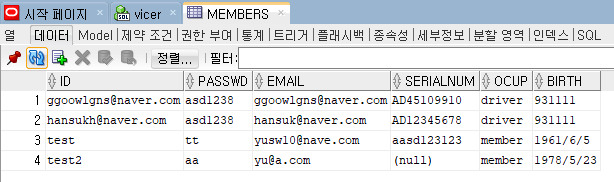 시작 페이지 vicer MEMBERS
열 데이터 Model 제약 조건 권한 부여 통계 트리거 플래시백 종속성 세부정보 분할 영역 인덱스 SQL
정렬... 필터:
ID PASSWD EMAIL SERIALNUM OCUP BIRTH
1 ggoowlgns@naver.com asd1238 ggoowlgns@naver.com AD45109910 driver 931111
2 hansukh@naver.com asd1238 hansuk@naver.com AD12345678 driver 931111
3 test tt yusw10@nave.com aasd123123 member 1961/6/5
4 test2 aa yu@a.com (null) member 1978/5/23